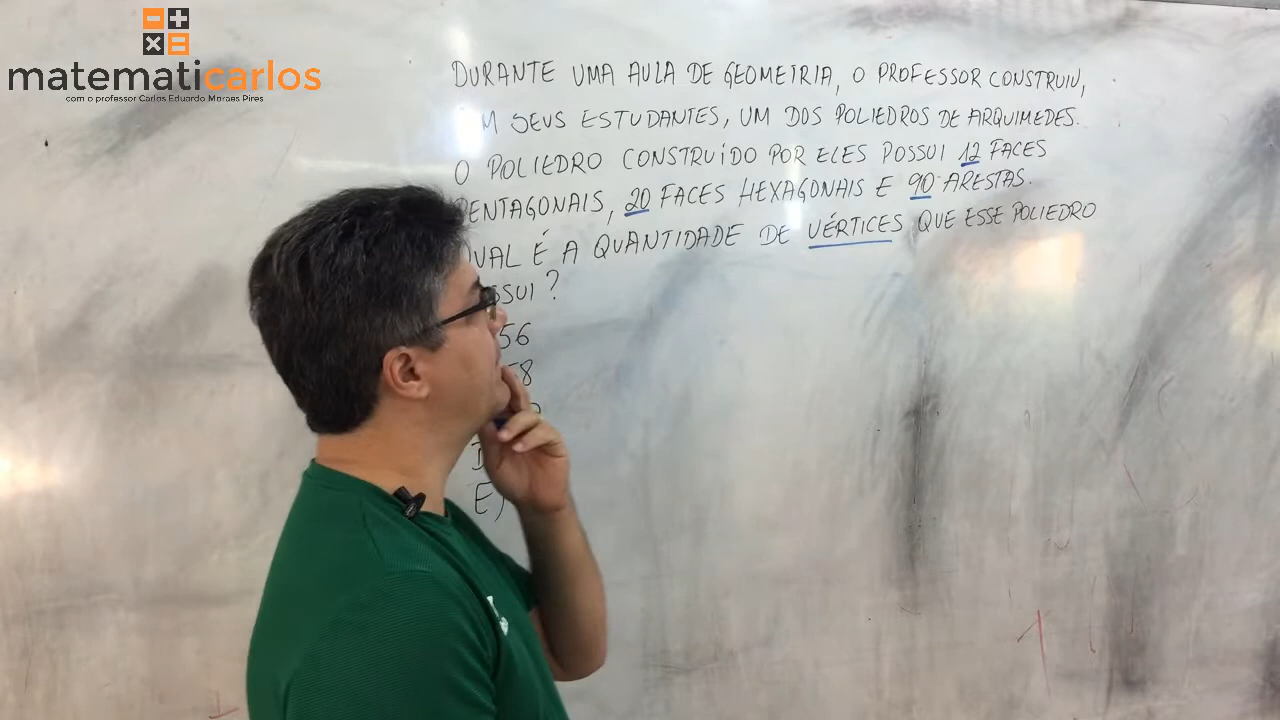 matematicarlos
com o professor Carlos Eduardo Moraes Pires
DURANTE UMA AULA DE GEOMETRIA, O PROFESSOR CONSTRUIU,
M SEUS ESTUDANTES, UM DOS POLIEDROS DE ARQUIMEDES.
O POLIEDRO CONSTRUÍDO POR ELES POSSUI 12 FACES
PENTAGONAIS, 20 FACES HEXAGONAIS E 90 ARESTAS.
QUAL É A QUANTIDADE DE VÉRTICES QUE ESSE POLIEDRO
SSUI ?
56
58
E)